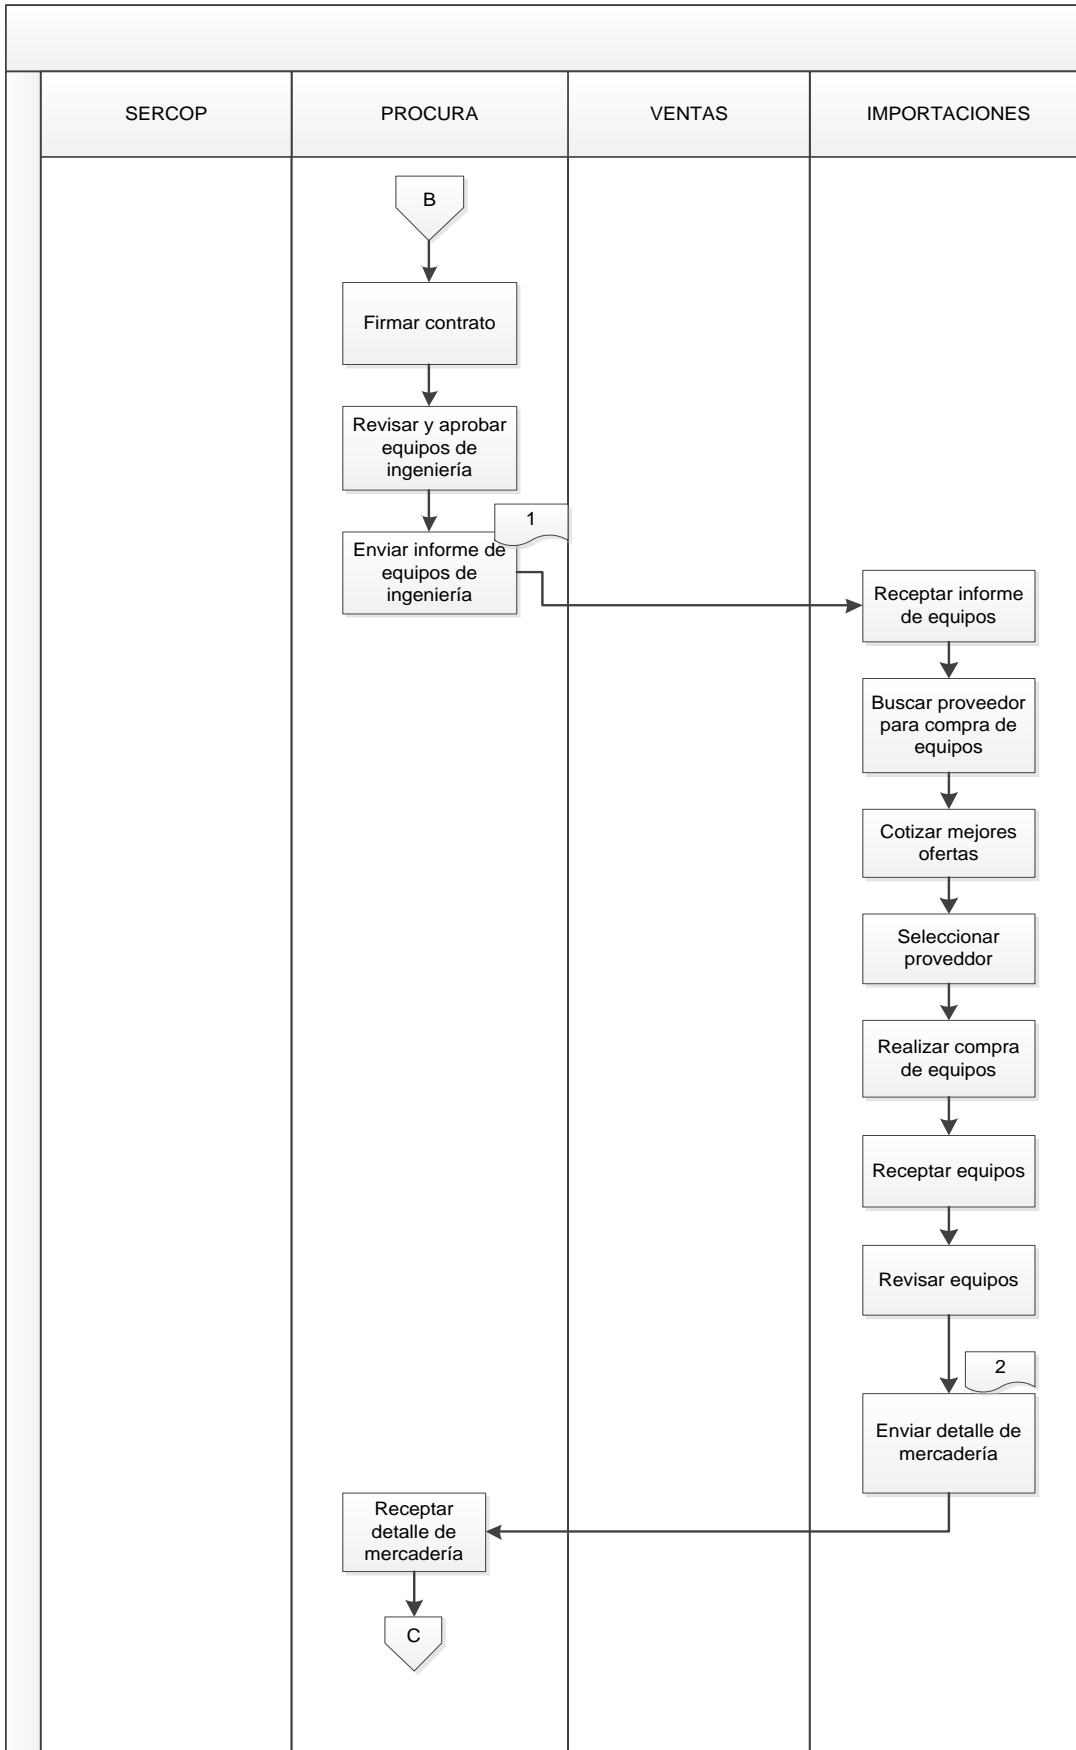 SERCOP
PROCURA
VENTAS
IMPORTACIONES
B
Firmar contrato
Revisar y aprobar
equipos de
ingeniería
1
Enviar informe de
equipos de
ingeniería
Receptar informe
de equipos
Buscar proveedor
para compra de
equipos
Cotizar mejores
ofertas
Seleccionar
proveddor
Realizar compra
de equipos
Receptar equipos
Revisar equipos
2
Enviar detalle de
mercadería
Receptar
detalle de
mercadería
C